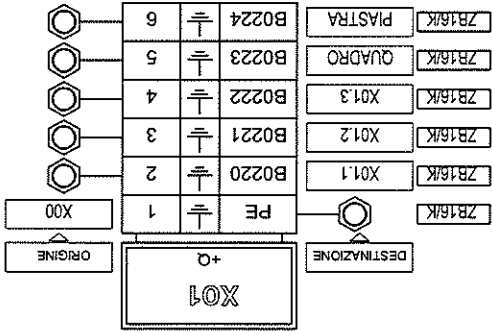 X01
+Q
DESTINAZIONE ORIGINE
ZB16/K PE 1 X00
ZB16/K X01.1 B0220 2
ZB16/K X01.2 B0221 3
ZB16/K X01.3 B0222 4
ZB16/K QUADRO B0223 5
ZB16/K PIASTRA B0224 6